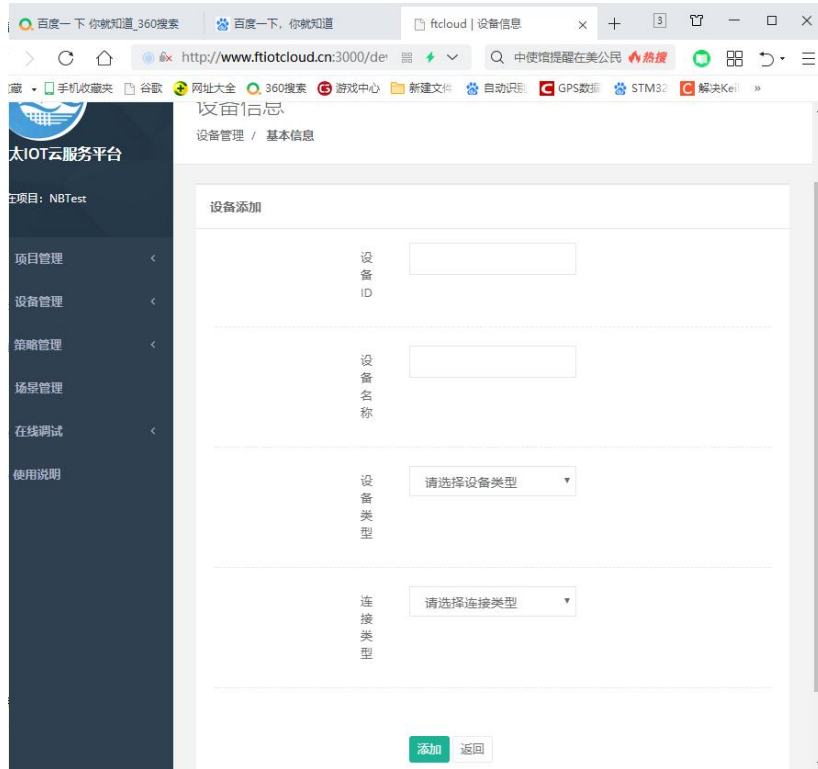 百度一 下 你就知道_360搜索
百度一下，你就知道
ftcloud | 设备信息
3
http://www.ftiotcloud.cn:3000/de
中使馆提醒在美公民
热搜
藏
手机收藏夹
谷歌
网址大全
360搜索
游戏中心
新建文件
自动识别
GPS数据
STM32
解决Kei
»
设备信息
设备管理 / 基本信息
太IOT云服务平台
在项目：NBTest
项目管理
设备管理
策略管理
场景管理
在线调试
使用说明
设备添加
设备ID
设备名称
设备类型
请选择设备类型
连接类型
请选择连接类型
添加
返回